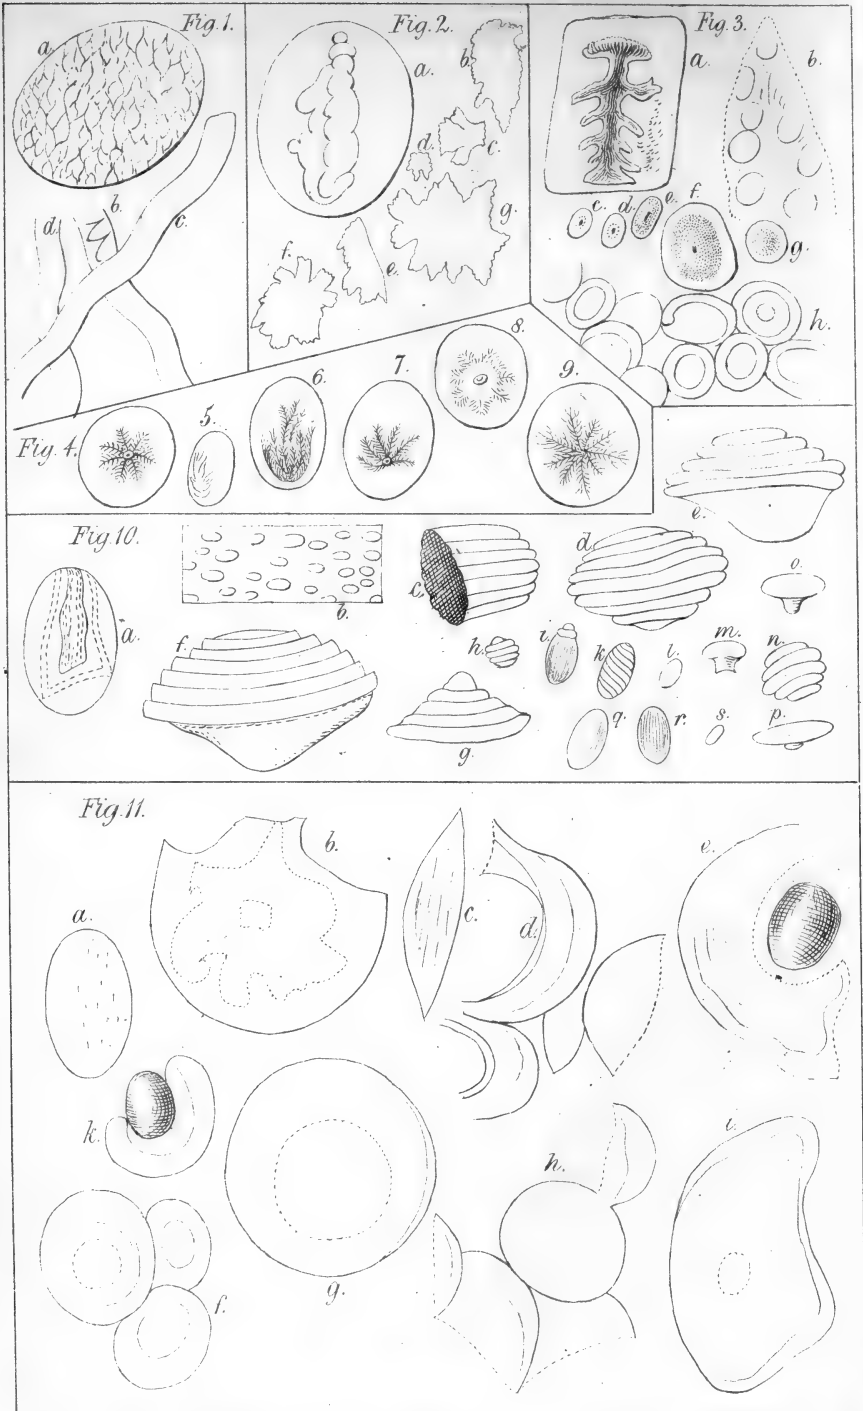 Fig. 1.
a.
b.
c.
d.
Fig. 2.
a.
b.
c.
d.
e.
f.
g.
Fig. 3.
a.
b.
c.
d.
e.
f.
g.
h.
Fig. 4.
5.
6.
7.
8.
9.
Fig. 10.
a.
b.
c.
d.
e.
f.
g.
h.
i.
k.
l.
m.
n.
o.
p.
q.
r.
s.
Fig. 11.
a.
b.
c.
d.
e.
f.
g.
h.
i.
k.